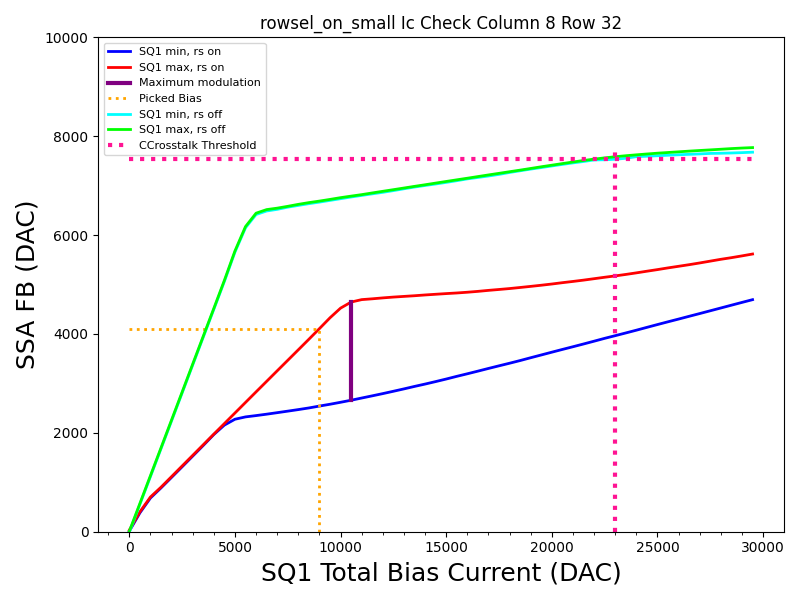 rowsel_on_small Ic Check Column 8 Row 32
10000
8000
6000
4000
2000
0
SSA FB (DAC)
SQ1 min, rs on
SQ1 max, rs on
Maximum modulation
Picked Bias
SQ1 min, rs off
SQ1 max, rs off
CCrosstalk Threshold
0 5000 10000 15000 20000 25000 30000
SQ1 Total Bias Current (DAC)